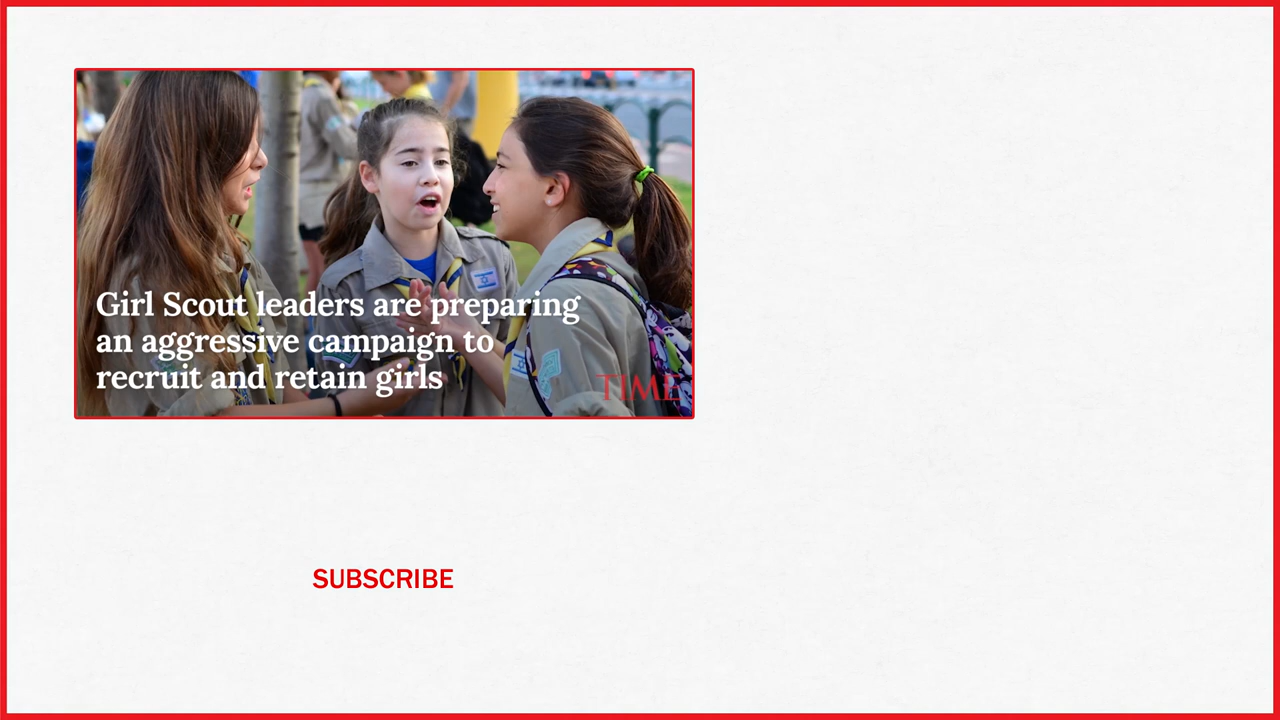 Girl Scout leaders are preparing
an aggressive campaign to
recruit and retain girls
TIME
SUBSCRIBE